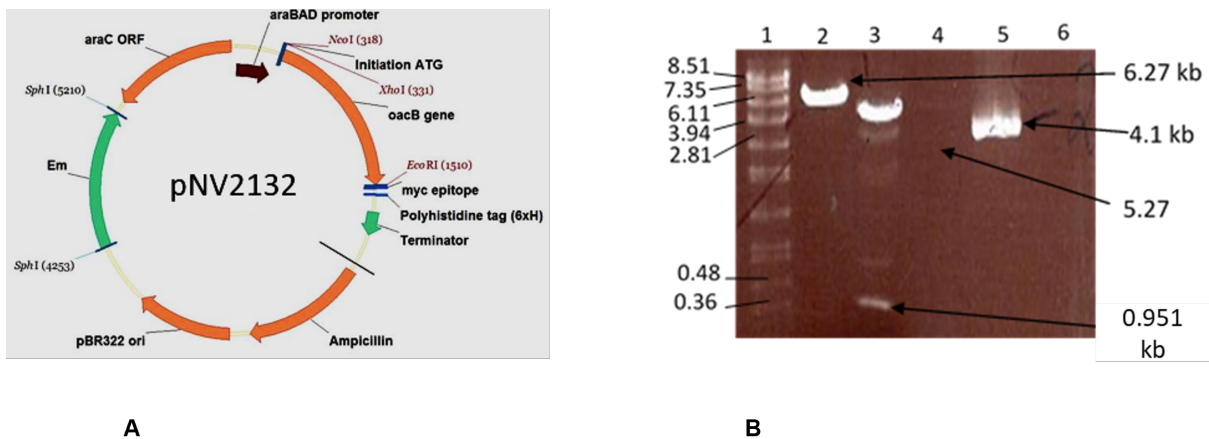 araBAD promoter
araC ORF
NcoI (318)
Initiation ATG
SphI (5210)
XhoI (331)
oacB gene
Em
pNV2132
EcoRI (1510)
myc epitope
Polyhistidine tag (6xH)
Terminator
SphI (4253)
pBR322 ori
Ampicillin
A
1 2 3 4 5 6
8.51
7.35
6.11
3.94
2.81
0.48
0.36
6.27 kb
4.1 kb
5.27
0.951
kb
B